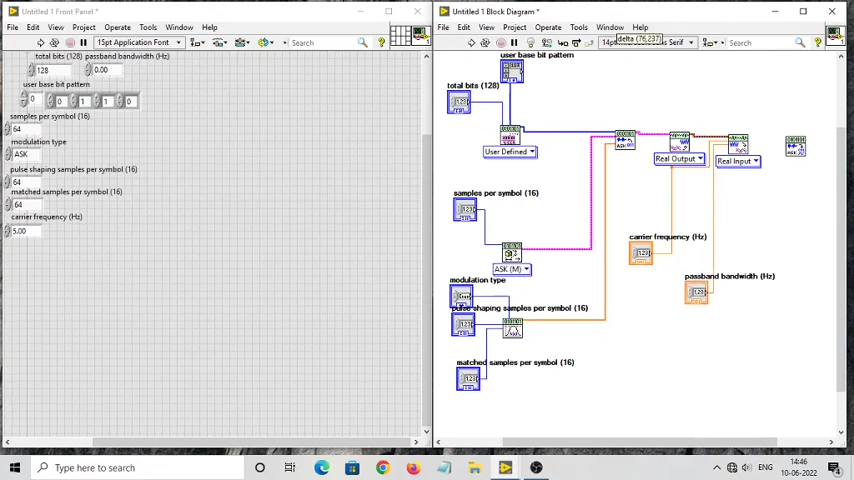 Untitled 1 Front Panel *
File Edit View Project Operate Tools Window Help
15pt Application Font
Search
total bits (128) passband bandwidth (Hz)
128 0.00
user base bit pattern
0 0 1 1 0
samples per symbol (16)
64
modulation type
ASK
pulse shaping samples per symbol (16)
64
matched samples per symbol (16)
64
carrier frequency (Hz)
5.00
Untitled 1 Block Diagram *
File Edit View Project Operate Tools Window Help
delta (76,237)
Serif
Search
user base bit pattern
total bits (128)
User Defined
ASK
Real Output
Real Input
ASK
samples per symbol (16)
carrier frequency (Hz)
ASK (M)
passband bandwidth (Hz)
modulation type
pulse shaping samples per symbol (16)
matched samples per symbol (16)
Type here to search
ENG
14:46
10-06-2022